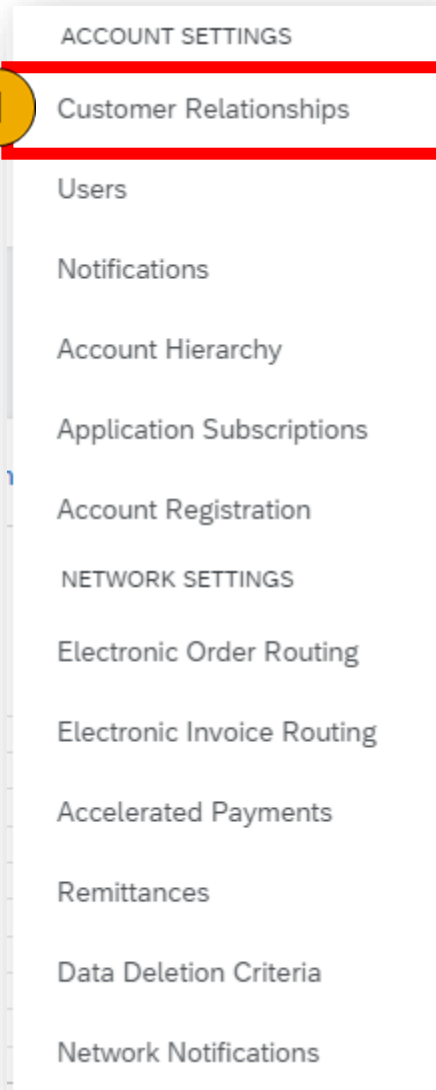 ACCOUNT SETTINGS
Customer Relationships
Users
Notifications
Account Hierarchy
Application Subscriptions
Account Registration
NETWORK SETTINGS
Electronic Order Routing
Electronic Invoice Routing
Accelerated Payments
Remittances
Data Deletion Criteria
Network Notifications